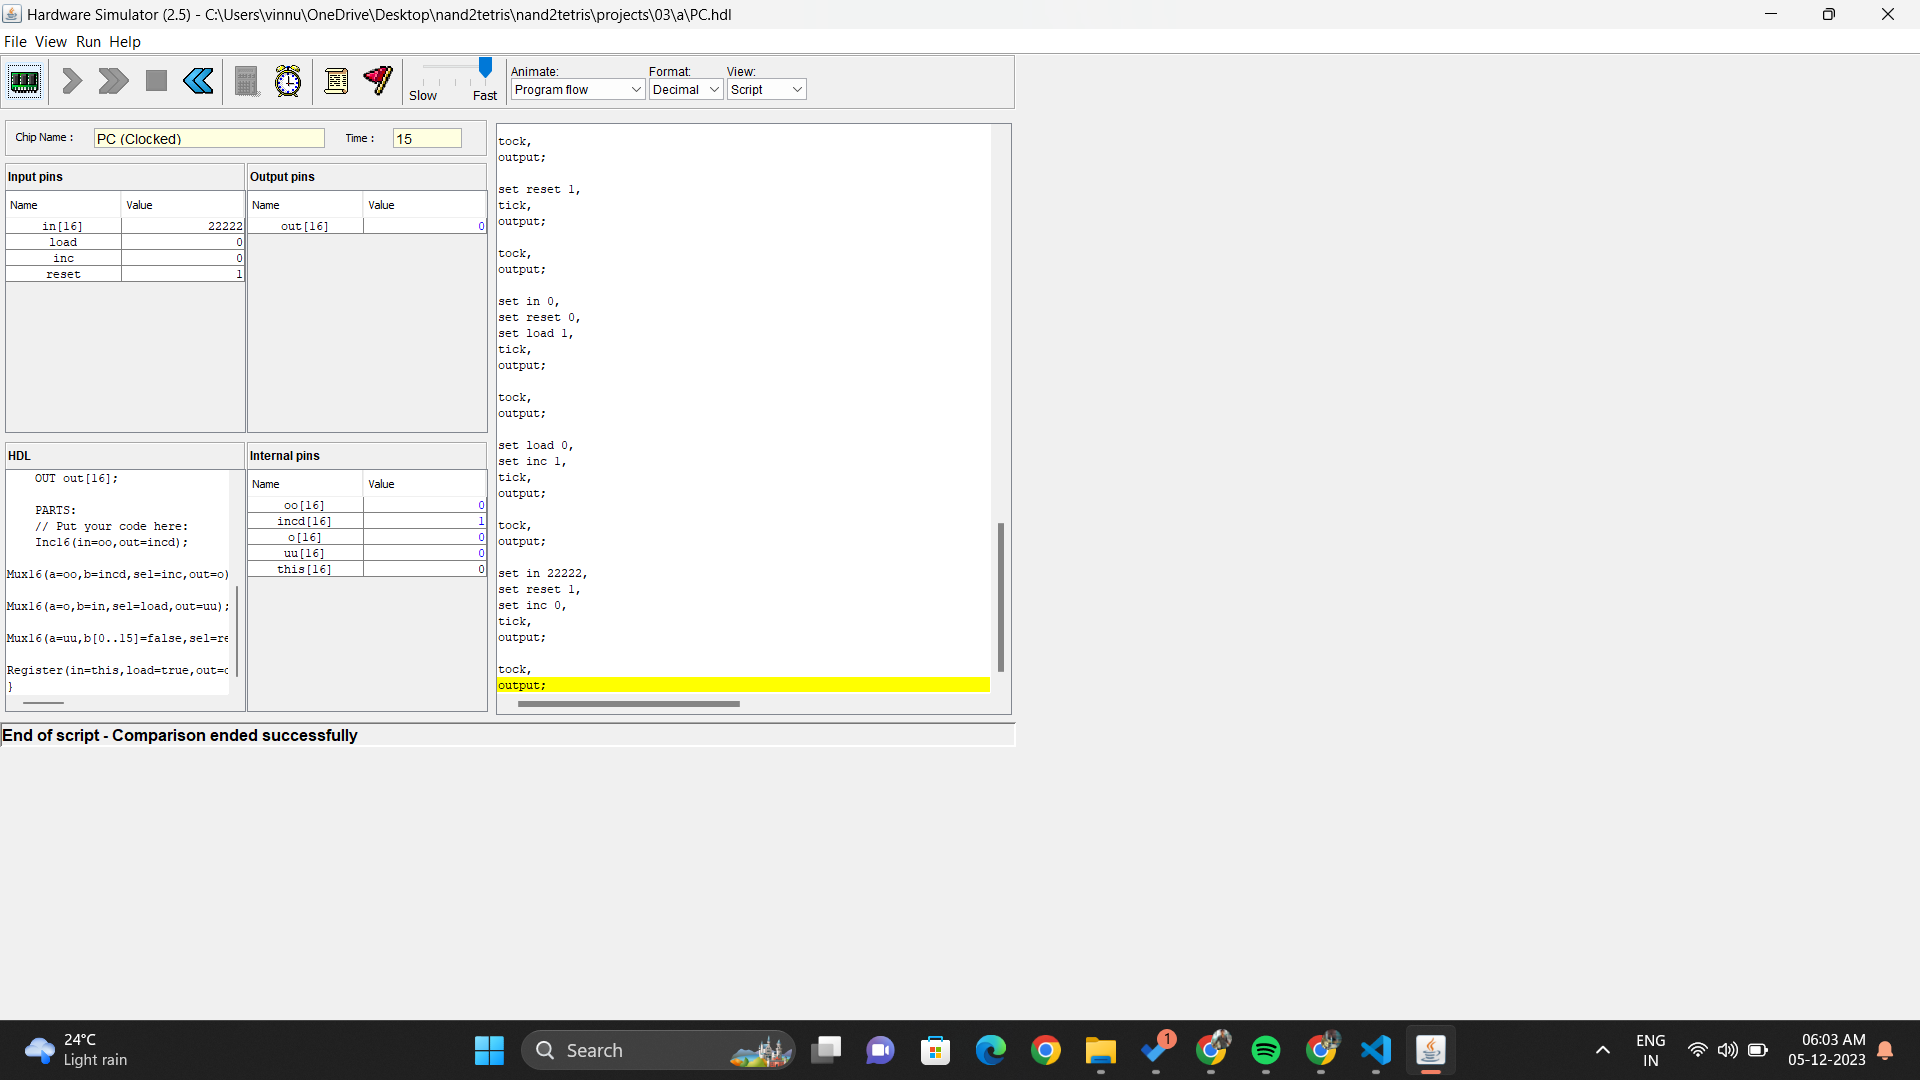 Hardware Simulator (2.5) - C:\Users\vinnu\OneDrive\Desktop\nand2tetris\nand2tetris\projects\03\a\PC.hdl
File View Run Help
Slow Fast
Animate: Format: View:
Program flow Decimal Script
Chip Name : PC (Clocked) Time : 15
Input pins
Name Value
in[16] 22222
load 0
inc 0
reset 1
Output pins
Name Value
out[16] 0
HDL
OUT out[16];
PARTS:
// Put your code here:
Inc16(in=oo,out=incd);
Mux16(a=oo,b=incd,sel=inc,out=o)
Mux16(a=o,b=in,sel=load,out=uu);
Mux16(a=uu,b[0..15]=false,sel=re
Register(in=this,load=true,out=o
}
Internal pins
Name Value
oo[16] 0
incd[16] 1
o[16] 0
uu[16] 0
this[16] 0
tock,
output;
set reset 1,
tick,
output;
tock,
output;
set in 0,
set reset 0,
set load 1,
tick,
output;
tock,
output;
set load 0,
set inc 1,
tick,
output;
tock,
output;
set in 22222,
set reset 1,
set inc 0,
tick,
output;
tock,
output;
End of script - Comparison ended successfully
24°C
Light rain
Search
1
ENG
IN
06:03 AM
05-12-2023